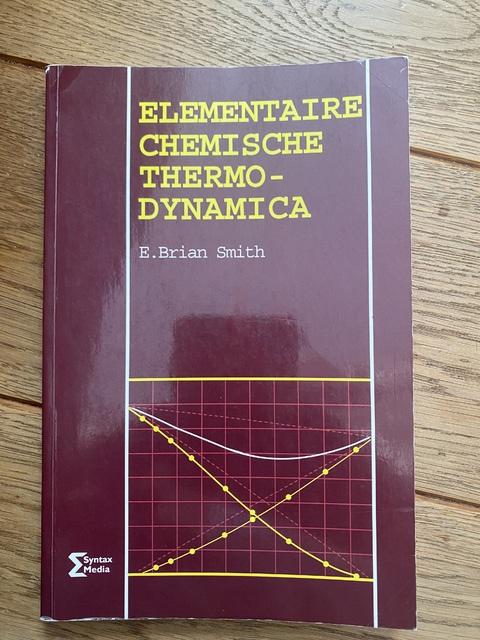 ELEMENTAIRE
CHEMISCHE
THERMO-
DYNAMICA
E.Brian Smith
Syntax
Media